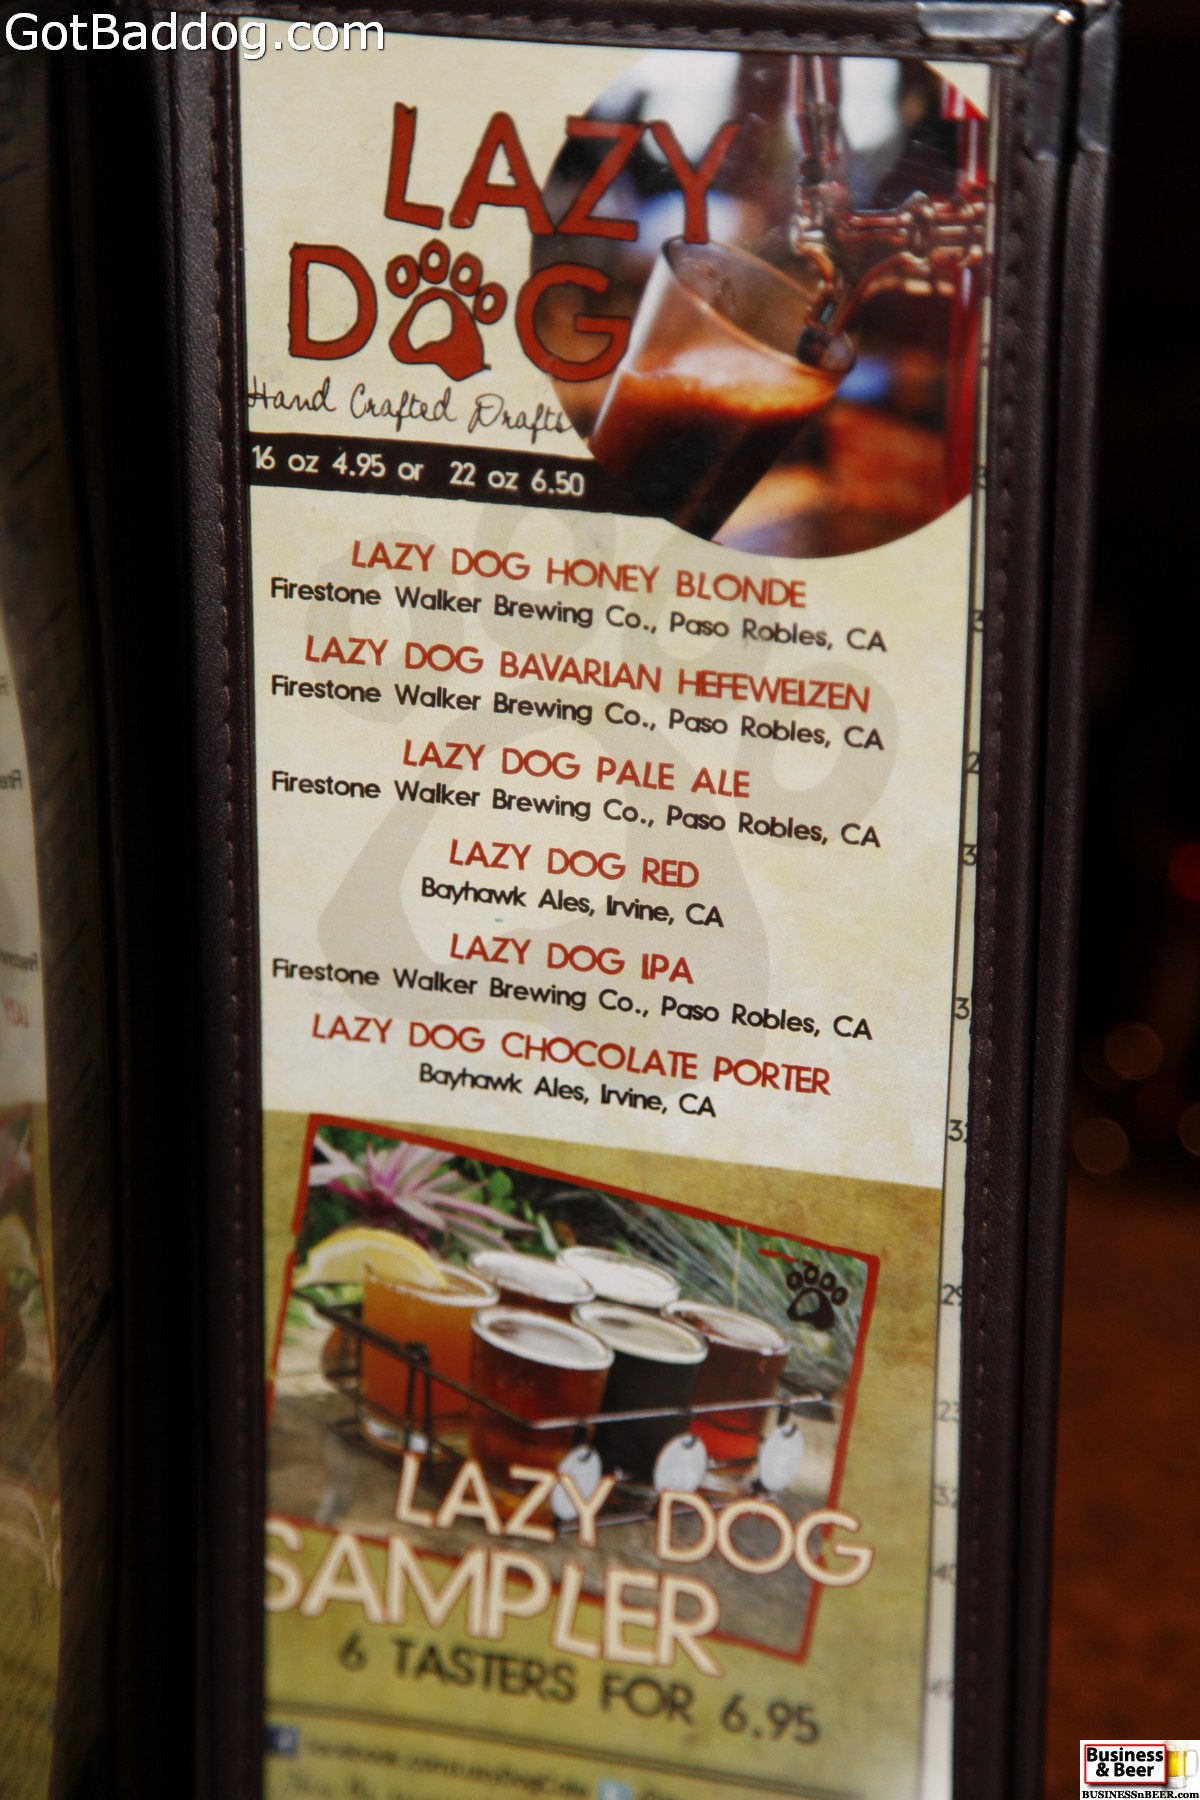 GotBaddog.com
LAZY
DOG
Hand Crafted Drafts
16 oz 4.95 or 22 oz 6.50
LAZY DOG HONEY BLONDE
Firestone Walker Brewing Co., Paso Robles, CA
LAZY DOG BAVARIAN HEFEWEIZEN
Firestone Walker Brewing Co., Paso Robles, CA
LAZY DOG PALE ALE
Firestone Walker Brewing Co., Paso Robles, CA
LAZY DOG RED
Bayhawk Ales, Irvine, CA
LAZY DOG IPA
Firestone Walker Brewing Co., Paso Robles, CA
LAZY DOG CHOCOLATE PORTER
Bayhawk Ales, Irvine, CA
LAZY DOG
SAMPLER
6 TASTERS FOR 6.95
Business
& Beer
BUSINESSnBEER.com